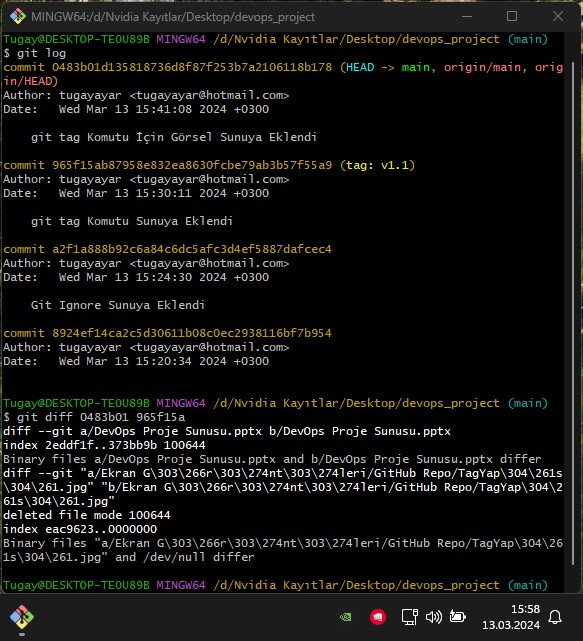 MINGW64:/d/Nvidia Kayıtlar/Desktop/devops_project
Tugay@DESKTOP-TEOU89B MINGW64 /d/Nvidia Kayıtlar/Desktop/devops_project (main)
$ git log
commit 0483b01d135818736d8f87f253b7a2106118b178 (HEAD -> main, origin/main, orig
in/HEAD)
Author: tugayayar <tugayayar@hotmail.com>
Date:   Wed Mar 13 15:41:08 2024 +0300
    git tag Komutu İçin Görsel Sunuya Eklendi
commit 965f15ab87958e832ea8630fcbe79ab3b57f55a9 (tag: v1.1)
Author: tugayayar <tugayayar@hotmail.com>
Date:   Wed Mar 13 15:30:11 2024 +0300
    git tag Komutu Sunuya Eklendi
commit a2f1a888b92c6a84c6dc5afc3d4ef5887dafcec4
Author: tugayayar <tugayayar@hotmail.com>
Date:   Wed Mar 13 15:24:30 2024 +0300
    Git Ignore Sunuya Eklendi
commit 8924ef14ca2c5d30611b08c0ec2938116bf7b954
Author: tugayayar <tugayayar@hotmail.com>
Date:   Wed Mar 13 15:20:34 2024 +0300
Tugay@DESKTOP-TEOU89B MINGW64 /d/Nvidia Kayıtlar/Desktop/devops_project (main)
$ git diff 0483b01 965f15a
diff --git a/DevOps Proje Sunusu.pptx b/DevOps Proje Sunusu.pptx
index 2eddf1f..373bb9b 100644
Binary files a/DevOps Proje Sunusu.pptx and b/DevOps Proje Sunusu.pptx differ
diff --git "a/Ekran G\303\266r\303\274nt\303\274leri/GitHub Repo/TagYap\304\261s
\304\261.jpg" "b/Ekran G\303\266r\303\274nt\303\274leri/GitHub Repo/TagYap\304\2
61s\304\261.jpg"
deleted file mode 100644
index eac9623..0000000
Binary files "a/Ekran G\303\266r\303\274nt\303\274leri/GitHub Repo/TagYap\304\26
1s\304\261.jpg" and /dev/null differ
Tugay@DESKTOP-TEOU89B MINGW64 /d/Nvidia Kayıtlar/Desktop/devops_project (main)
15:58
13.03.2024